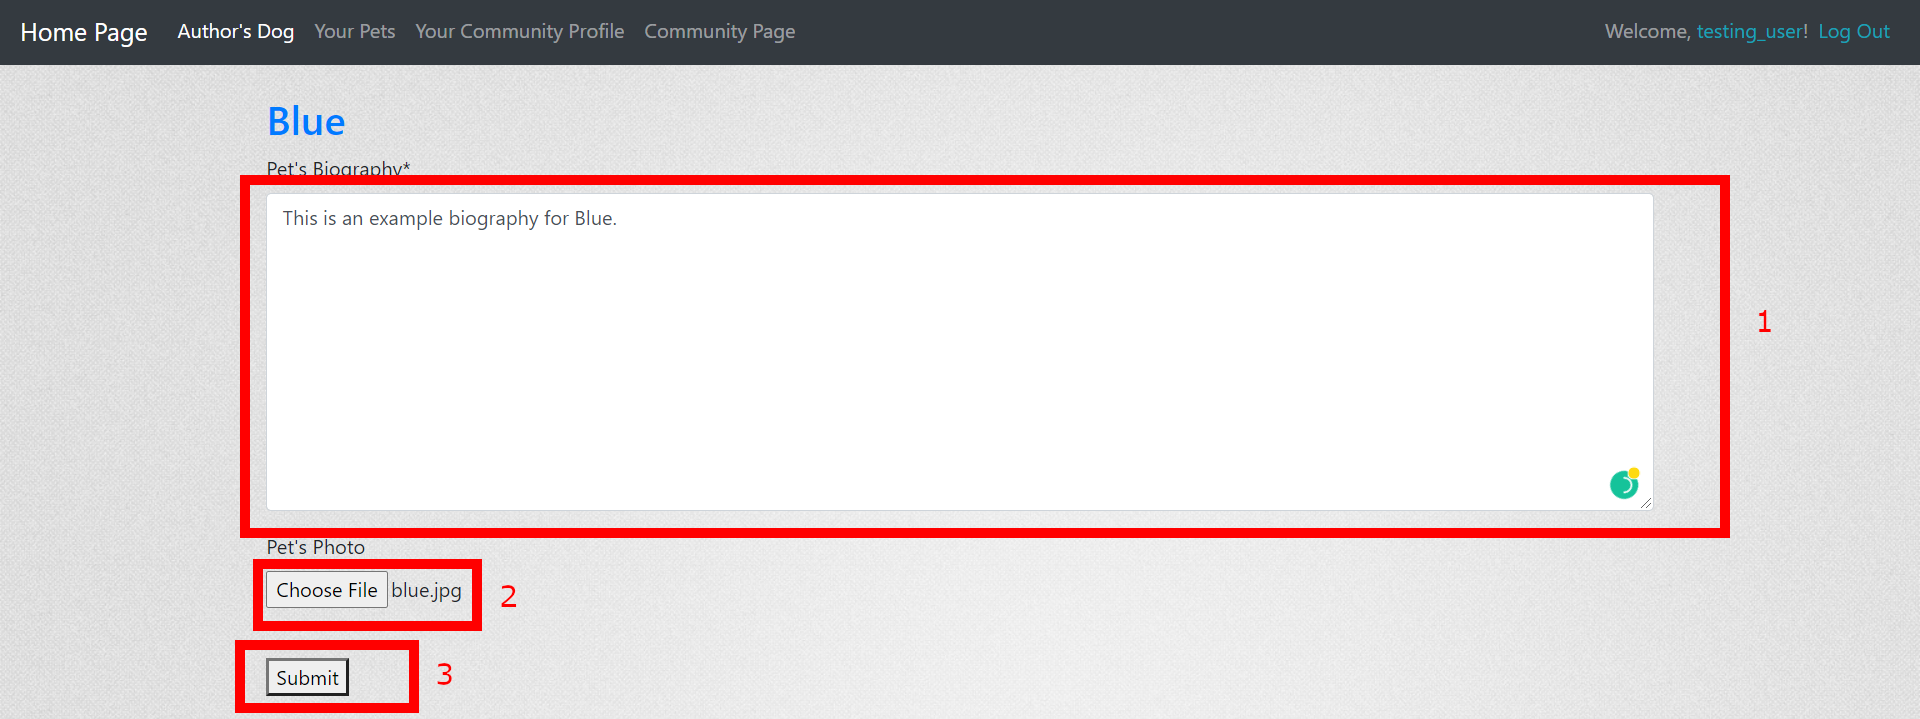 Home Page Author's Dog Your Pets Your Community Profile Community Page Welcome, testing_user! Log Out
Blue
Pet's Biography*
This is an example biography for Blue.
1
Pet's Photo
Choose File blue.jpg 2
Submit 3